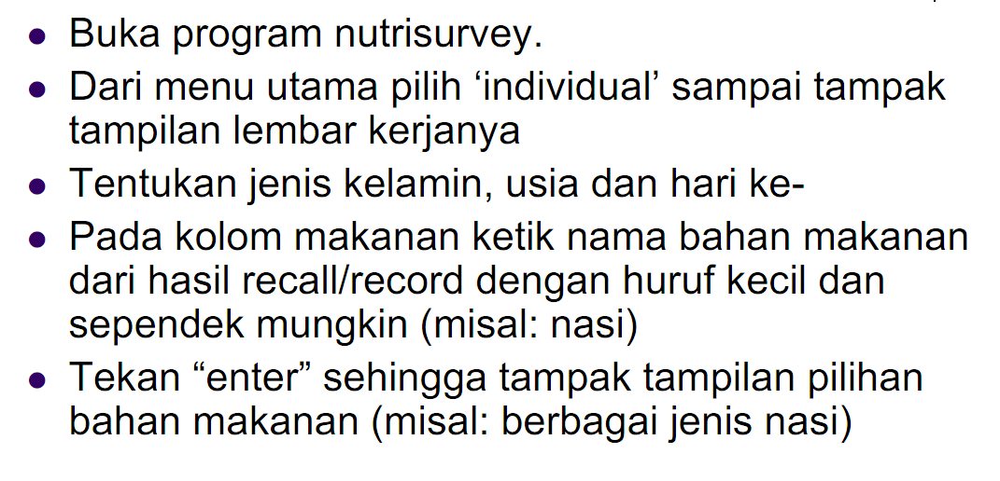 ● Buka program nutrisurvey.
● Dari menu utama pilih ‘individual’ sampai tampak
tampilan lembar kerjanya
● Tentukan jenis kelamin, usia dan hari ke-
● Pada kolom makanan ketik nama bahan makanan
dari hasil recall/record dengan huruf kecil dan
sependek mungkin (misal: nasi)
● Tekan “enter” sehingga tampak tampilan pilihan
bahan makanan (misal: berbagai jenis nasi)